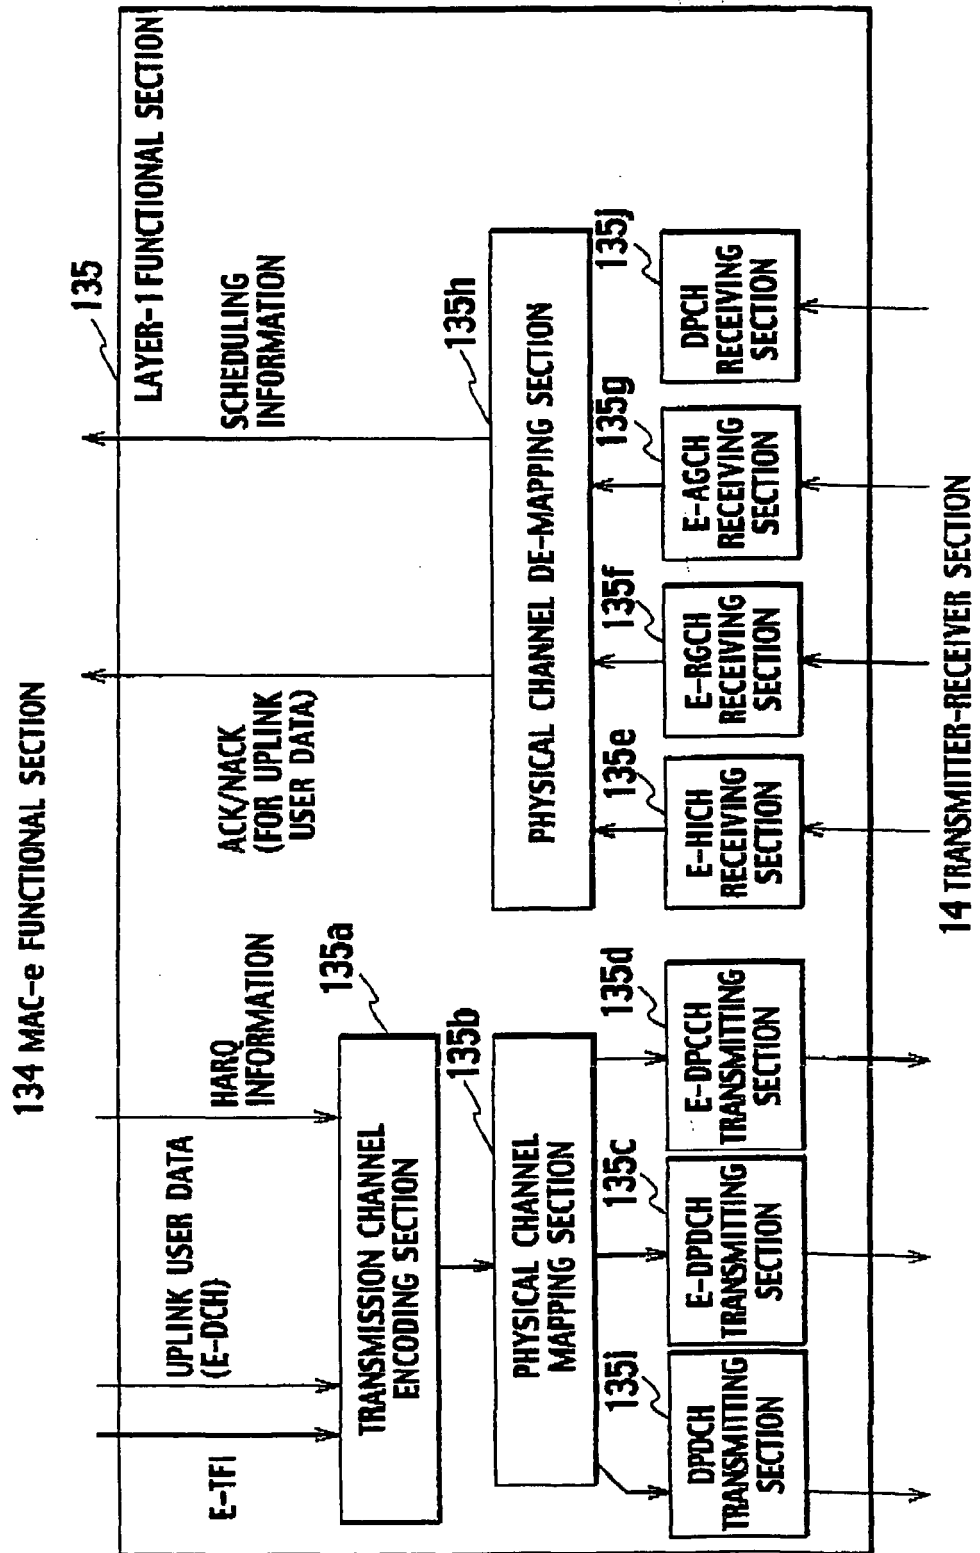 134 MAC-e FUNCTIONAL SECTION
135
LAYER-1 FUNCTIONAL SECTION
E-TFI
UPLINK USER DATA
(E-DCH)
HARQ
INFORMATION
ACK/NACK
(FOR UPLINK
USER DATA)
SCHEDULING
INFORMATION
135a
TRANSMISSION CHANNEL
ENCODING SECTION
135b
PHYSICAL CHANNEL
MAPPING SECTION
135h
PHYSICAL CHANNEL DE-MAPPING SECTION
135i
DPDCH
TRANSMITTING
SECTION
135c
E-DPDCH
TRANSMITTING
SECTION
135d
E-DPCCH
TRANSMITTING
SECTION
135e
E-HICH
RECEIVING
SECTION
135f
E-RGCH
RECEIVING
SECTION
135g
E-AGCH
RECEIVING
SECTION
135j
DPCH
RECEIVING
SECTION
14 TRANSMITTER-RECEIVER SECTION